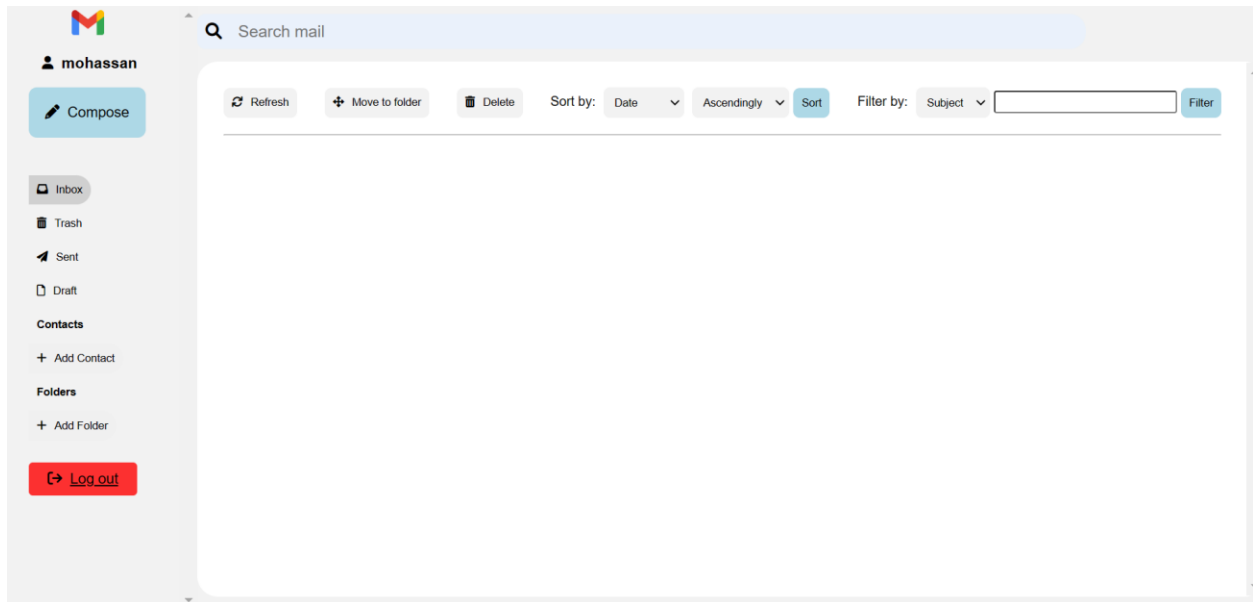 Search mail
mohassan
Compose
Refresh Move to folder Delete Sort by: Date Ascendingly Sort Filter by: Subject Filter
Inbox
Trash
Sent
Draft
Contacts
Add Contact
Folders
Add Folder
Log out